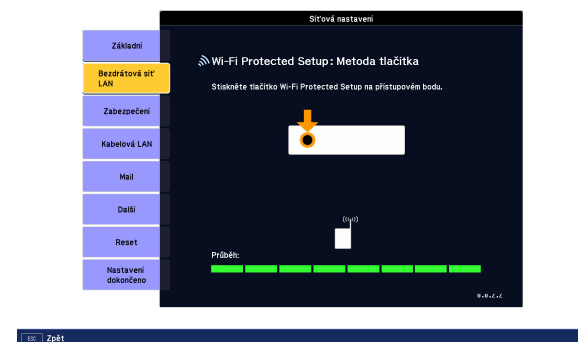 Síťová nastavení
Základní
Bezdrátová síť
LAN
Zabezpečení
Kabelová LAN
Mail
Další
Reset
Nastavení
dokončeno
Wi-Fi Protected Setup: Metoda tlačítka
Stiskněte tlačítko Wi-Fi Protected Setup na přístupovém bodu.
Průběh:
ESC Zpět